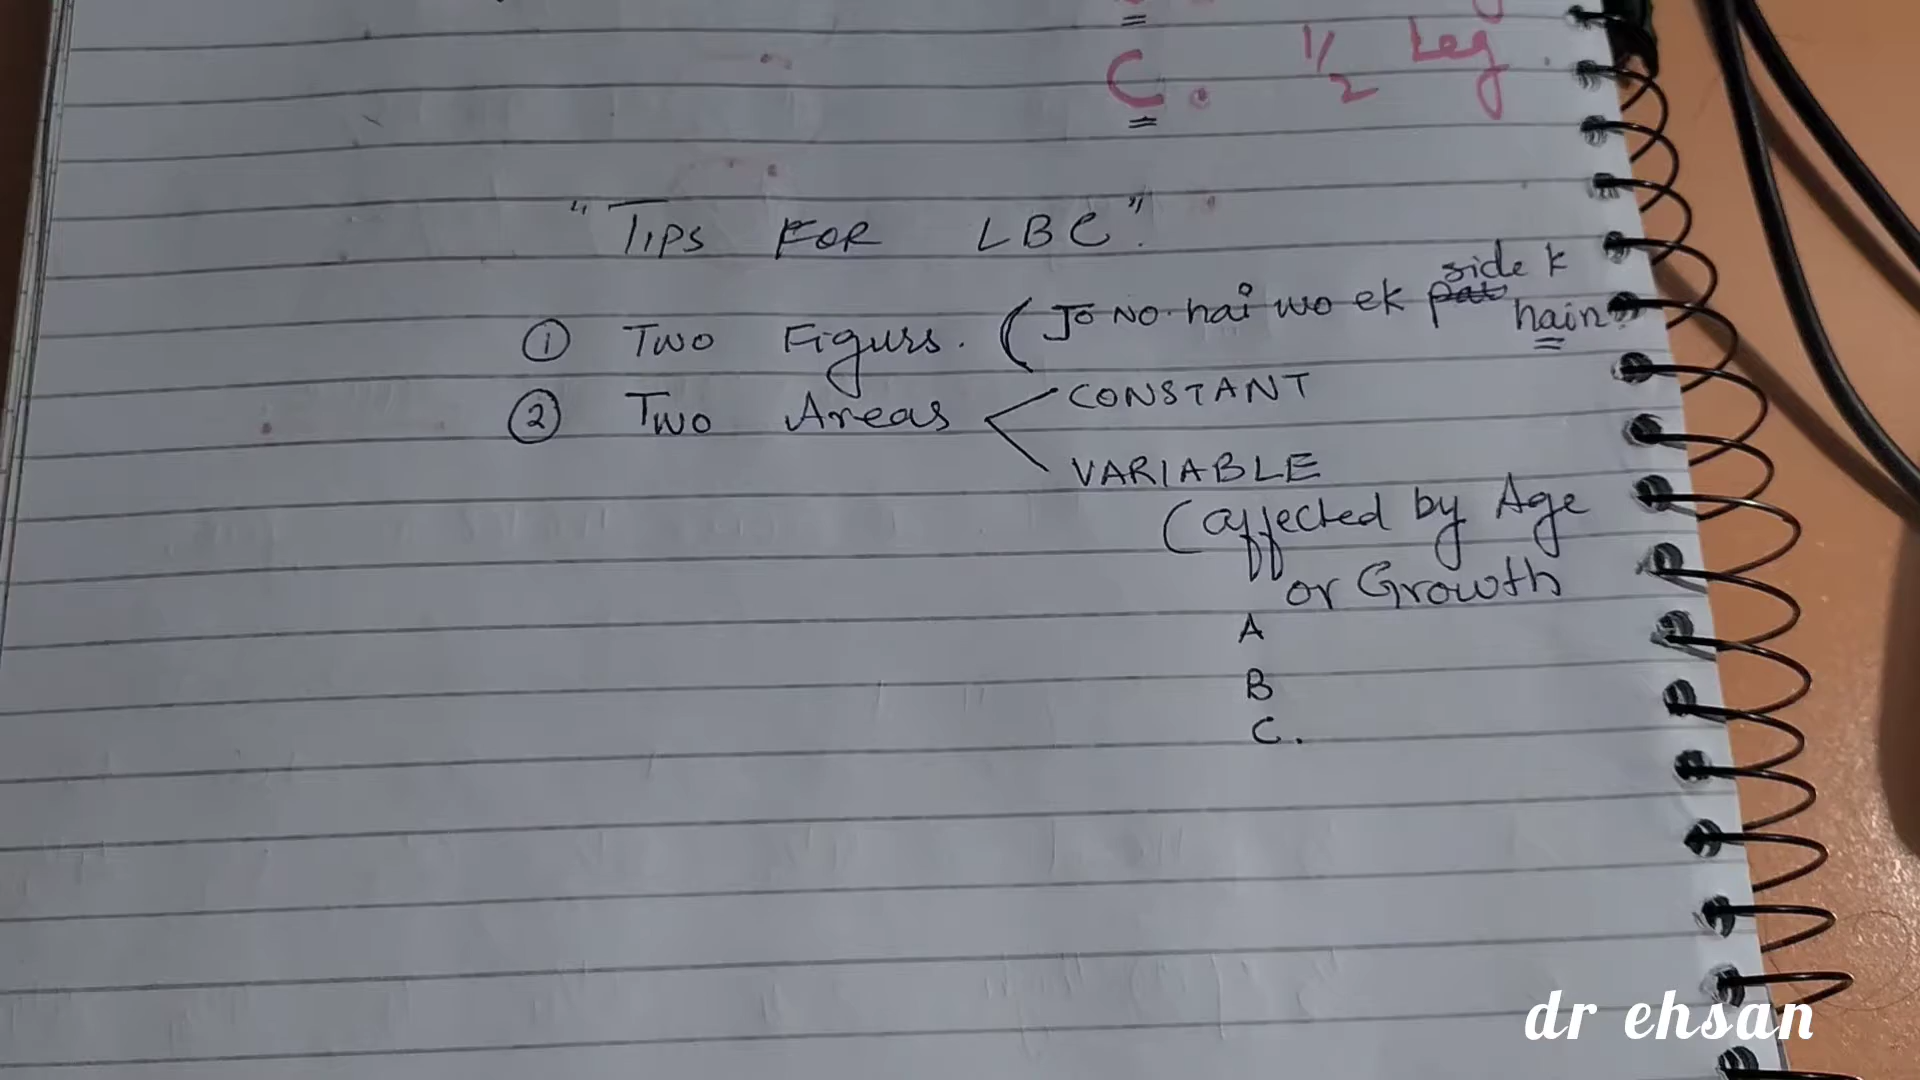 C. 1/2 Leg.
"TIPS FOR LBC".
① Two Figurs. (Jo No. hai wo ek side k hain
② Two Areas
CONSTANT
VARIABLE
(affected by Age
or Growth
A
B
C.
dr ehsan